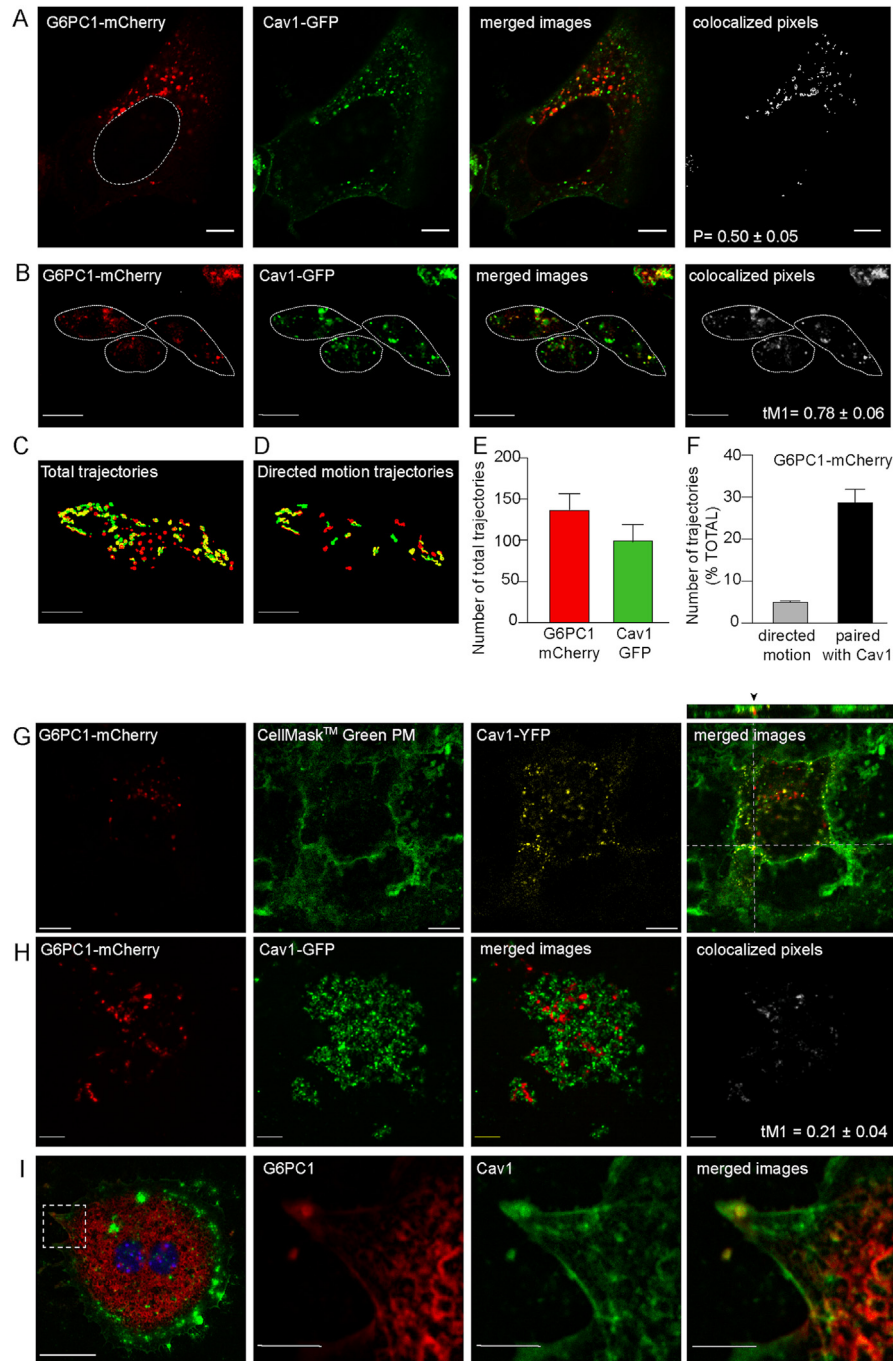 A
G6PC1-mCherry
Cav1-GFP
merged images
colocalized pixels
P= 0.50 ± 0.05
B
G6PC1-mCherry
Cav1-GFP
merged images
colocalized pixels
tM1= 0.78 ± 0.06
C
Total trajectories
D
Directed motion trajectories
E
Number of total trajectories
200
150
100
50
0
G6PC1
mCherry
Cav1
GFP
F
G6PC1-mCherry
Number of trajectories
(% TOTAL)
40
30
20
10
0
directed
motion
paired
with Cav1
G
G6PC1-mCherry
CellMask™ Green PM
Cav1-YFP
merged images
H
G6PC1-mCherry
Cav1-GFP
merged images
colocalized pixels
tM1 = 0.21 ± 0.04
I
G6PC1
Cav1
merged images